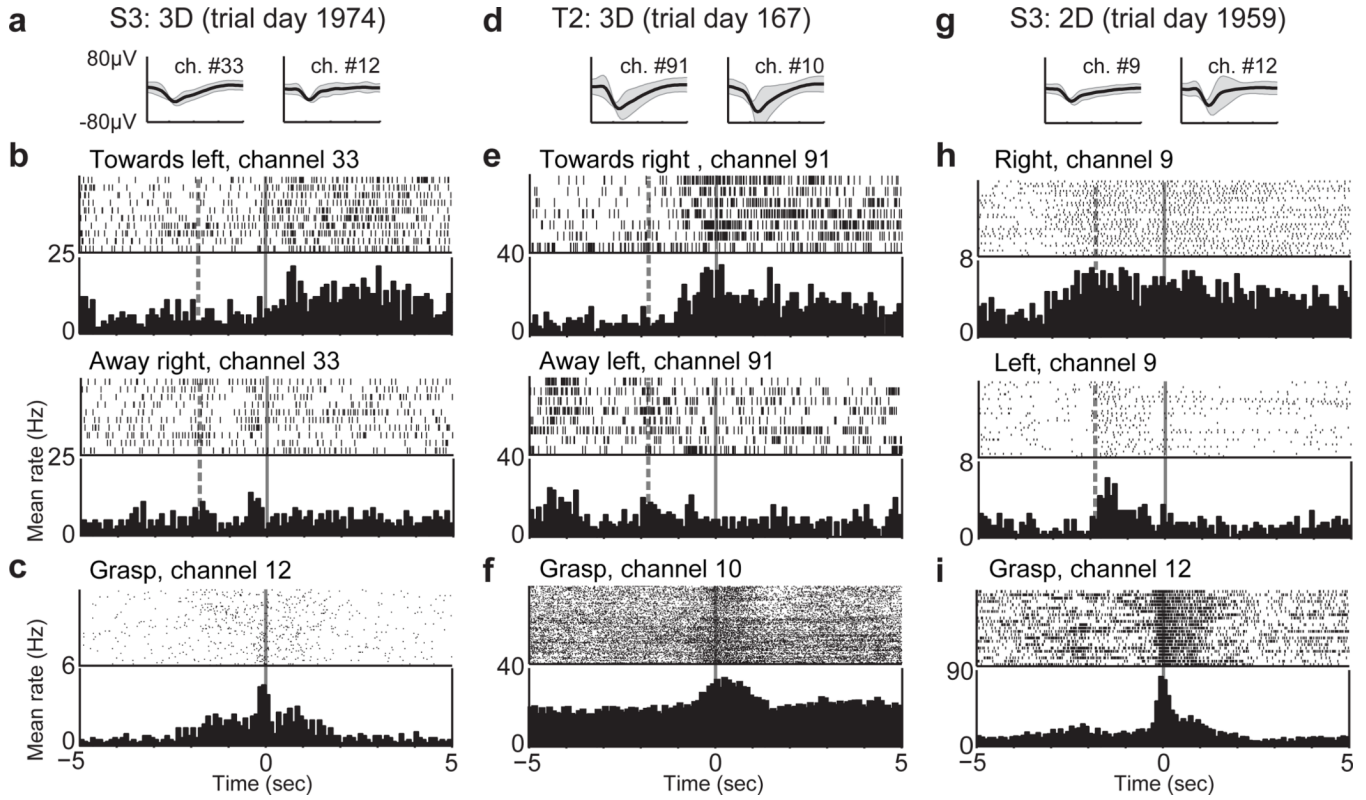 a S3: 3D (trial day 1974)
80µV
-80µV
ch. #33
ch. #12
b Towards left, channel 33
25
0
Away right, channel 33
25
0
Mean rate (Hz)
c Grasp, channel 12
6
0
Mean rate (Hz)
−5 0 5
Time (sec)
d T2: 3D (trial day 167)
ch. #91
ch. #10
e Towards right , channel 91
40
0
Away left, channel 91
40
0
f Grasp, channel 10
40
0
−5 0 5
Time (sec)
g S3: 2D (trial day 1959)
ch. #9
ch. #12
h Right, channel 9
8
0
Left, channel 9
8
0
i Grasp, channel 12
90
0
−5 0 5
Time (sec)